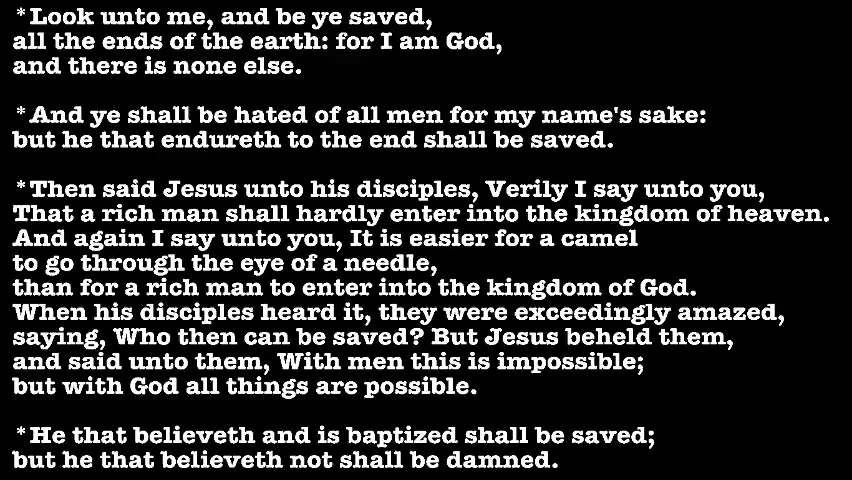 *Look unto me, and be ye saved,
all the ends of the earth: for I am God,
and there is none else.
*And ye shall be hated of all men for my name's sake:
but he that endureth to the end shall be saved.
*Then said Jesus unto his disciples, Verily I say unto you,
That a rich man shall hardly enter into the kingdom of heaven.
And again I say unto you, It is easier for a camel
to go through the eye of a needle,
than for a rich man to enter into the kingdom of God.
When his disciples heard it, they were exceedingly amazed,
saying, Who then can be saved? But Jesus beheld them,
and said unto them, With men this is impossible;
but with God all things are possible.
*He that believeth and is baptized shall be saved;
but he that believeth not shall be damned.